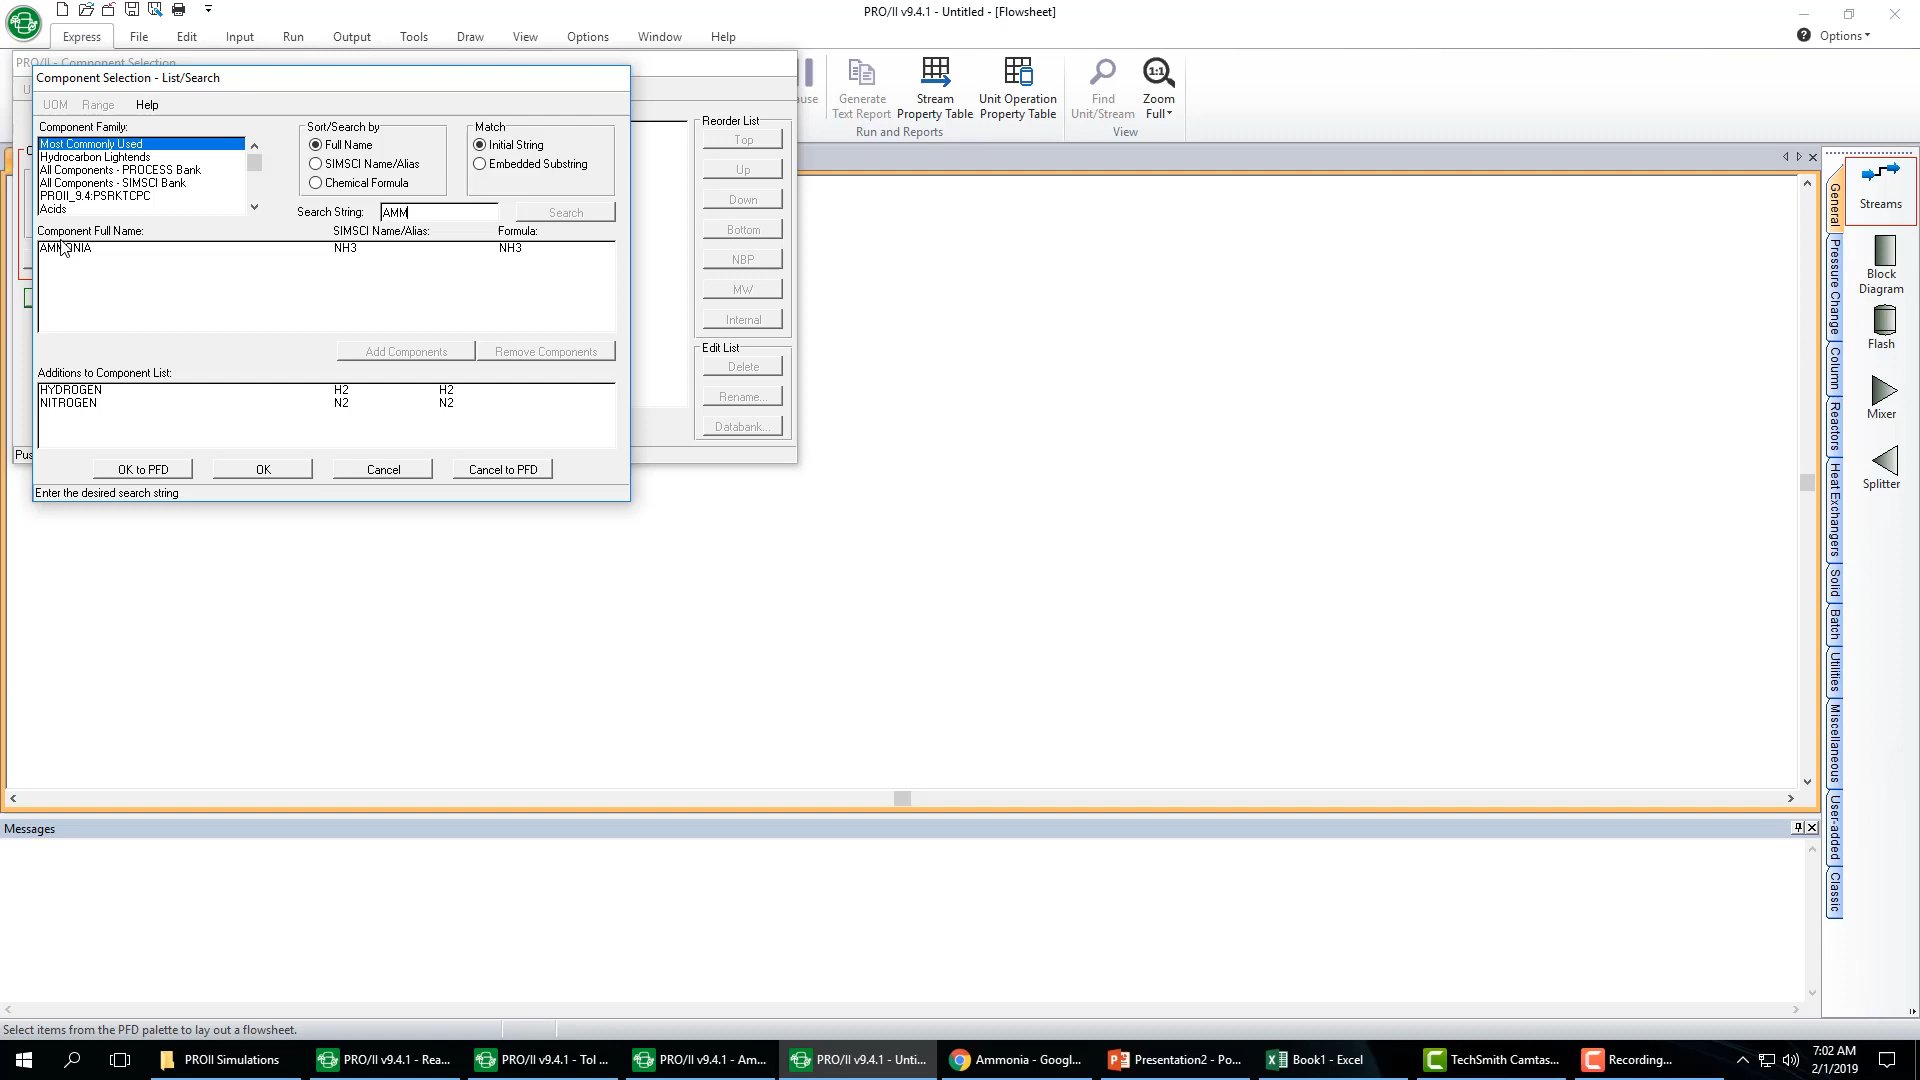 PRO/II v9.4.1 - Untitled - [Flowsheet]
Express File Edit Input Run Output Tools Draw View Options Window Help
Options
PRO/II - Component Selection
Component Selection - List/Search
UOM Range Help
Component Family:
Most Commonly Used
Hydrocarbon Lightends
All Components - PROCESS Bank
All Components - SIMSCI Bank
PROII_9.4:PSRKTCPC
Acids
Sort/Search by
Full Name
SIMSCI Name/Alias
Chemical Formula
Match
Initial String
Embedded Substring
Search String: AMM Search
Component Full Name: SIMSCI Name/Alias: Formula:
AMMONIA NH3 NH3
Add Components Remove Components
Additions to Component List:
HYDROGEN H2 H2
NITROGEN N2 N2
OK to PFD OK Cancel Cancel to PFD
Enter the desired search string
Reorder List
Top
Up
Down
Bottom
NBP
MW
Internal
Edit List
Delete
Rename...
Databank...
Generate
Text Report
Stream
Property Table
Unit Operation
Property Table
Run and Reports
Find
Unit/Stream
1:1
Zoom
Full
View
General
Pressure Change
Column
Reactors
Heat Exchangers
Solid
Batch
Utilities
Miscellaneous
User-added
Classic
Streams
Block
Diagram
Flash
Mixer
Splitter
Messages
Select items from the PFD palette to lay out a flowsheet.
PROII Simulations
PRO/II v9.4.1 - Rea...
PRO/II v9.4.1 - Tol ...
PRO/II v9.4.1 - Am...
PRO/II v9.4.1 - Unti...
Ammonia - Googl...
Presentation2 - Po...
Book1 - Excel
TechSmith Camtas...
Recording...
7:02 AM
2/1/2019